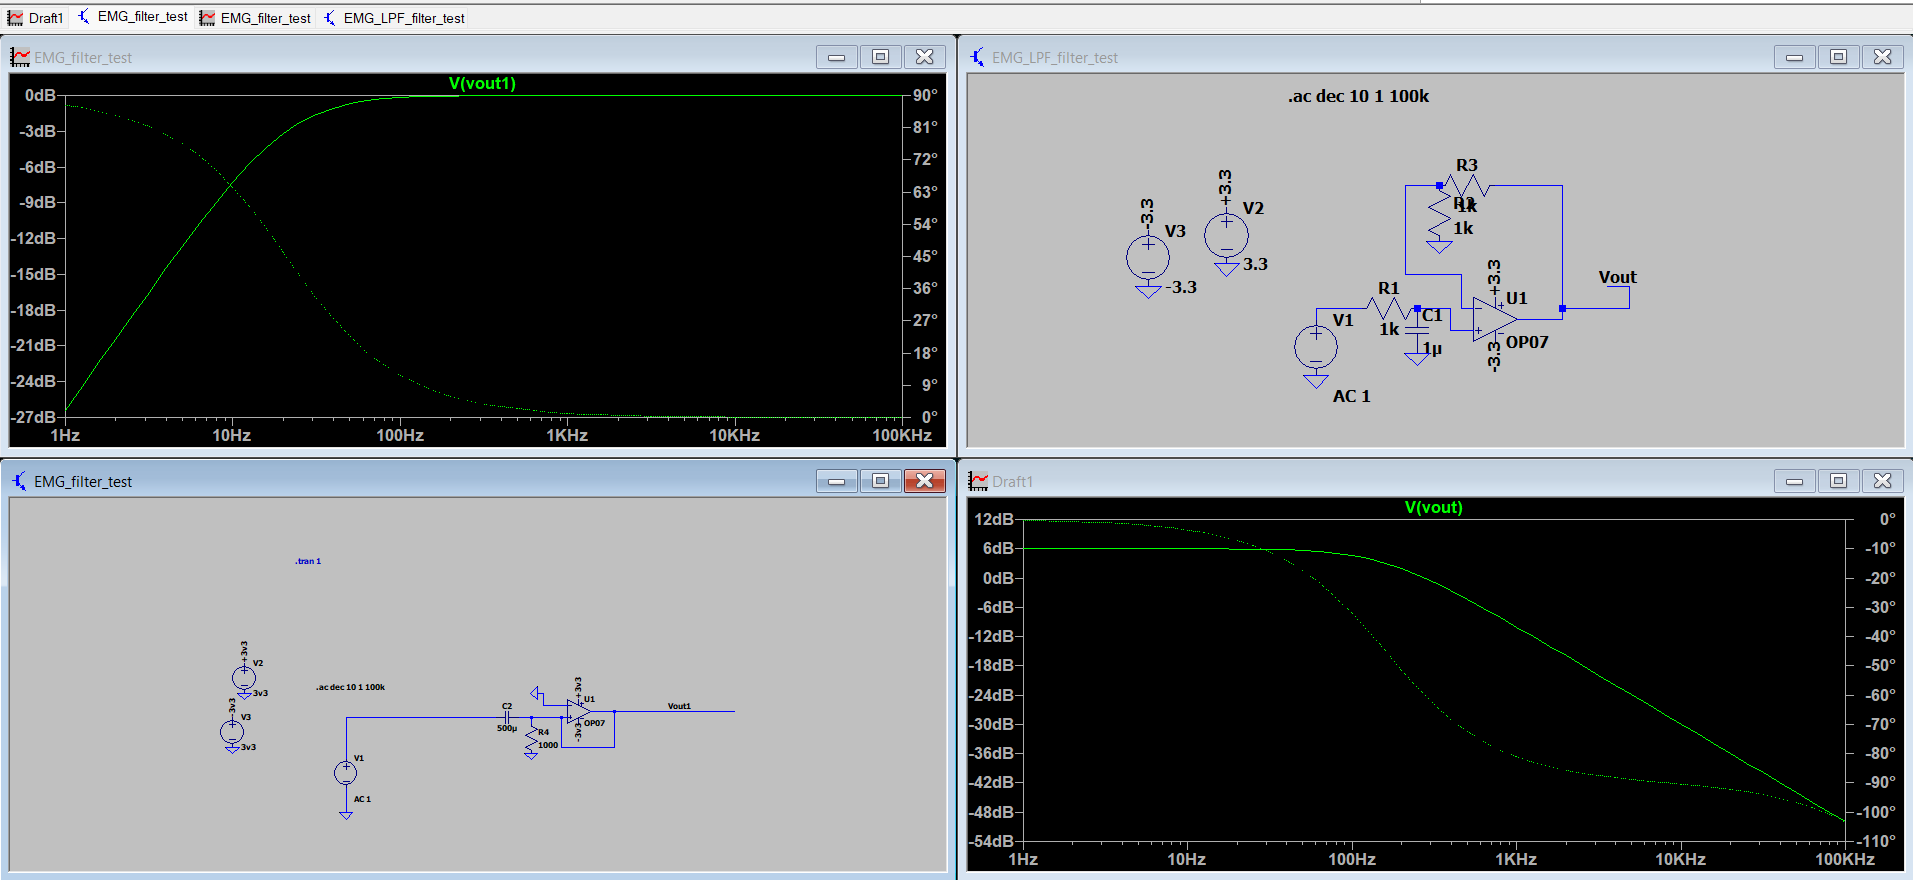 Draft1 EMG_filter_test EMG_filter_test EMG_LPF_filter_test
EMG_filter_test
V(vout1)
0dB
-3dB
-6dB
-9dB
-12dB
-15dB
-18dB
-21dB
-24dB
-27dB
90°
81°
72°
63°
54°
45°
36°
27°
18°
9°
0°
1Hz 10Hz 100Hz 1KHz 10KHz 100KHz
EMG_LPF_filter_test
.ac dec 10 1 100k
R3
1k
R2
1k
+3.3
V2
3.3
-3.3
V3
-3.3
R1
1k
C1
1µ
V1
AC 1
+3.3
U1
OP07
-3.3
Vout
EMG_filter_test
.tran 1
+3v3
V2
3v3
-3v3
V3
3v3
.ac dec 10 1 100k
V1
AC 1
C2
500µ
R4
1000
+3v3
U1
OP07
-3v3
Vout1
Draft1
V(vout)
12dB
6dB
0dB
-6dB
-12dB
-18dB
-24dB
-30dB
-36dB
-42dB
-48dB
-54dB
0°
-10°
-20°
-30°
-40°
-50°
-60°
-70°
-80°
-90°
-100°
-110°
1Hz 10Hz 100Hz 1KHz 10KHz 100KHz